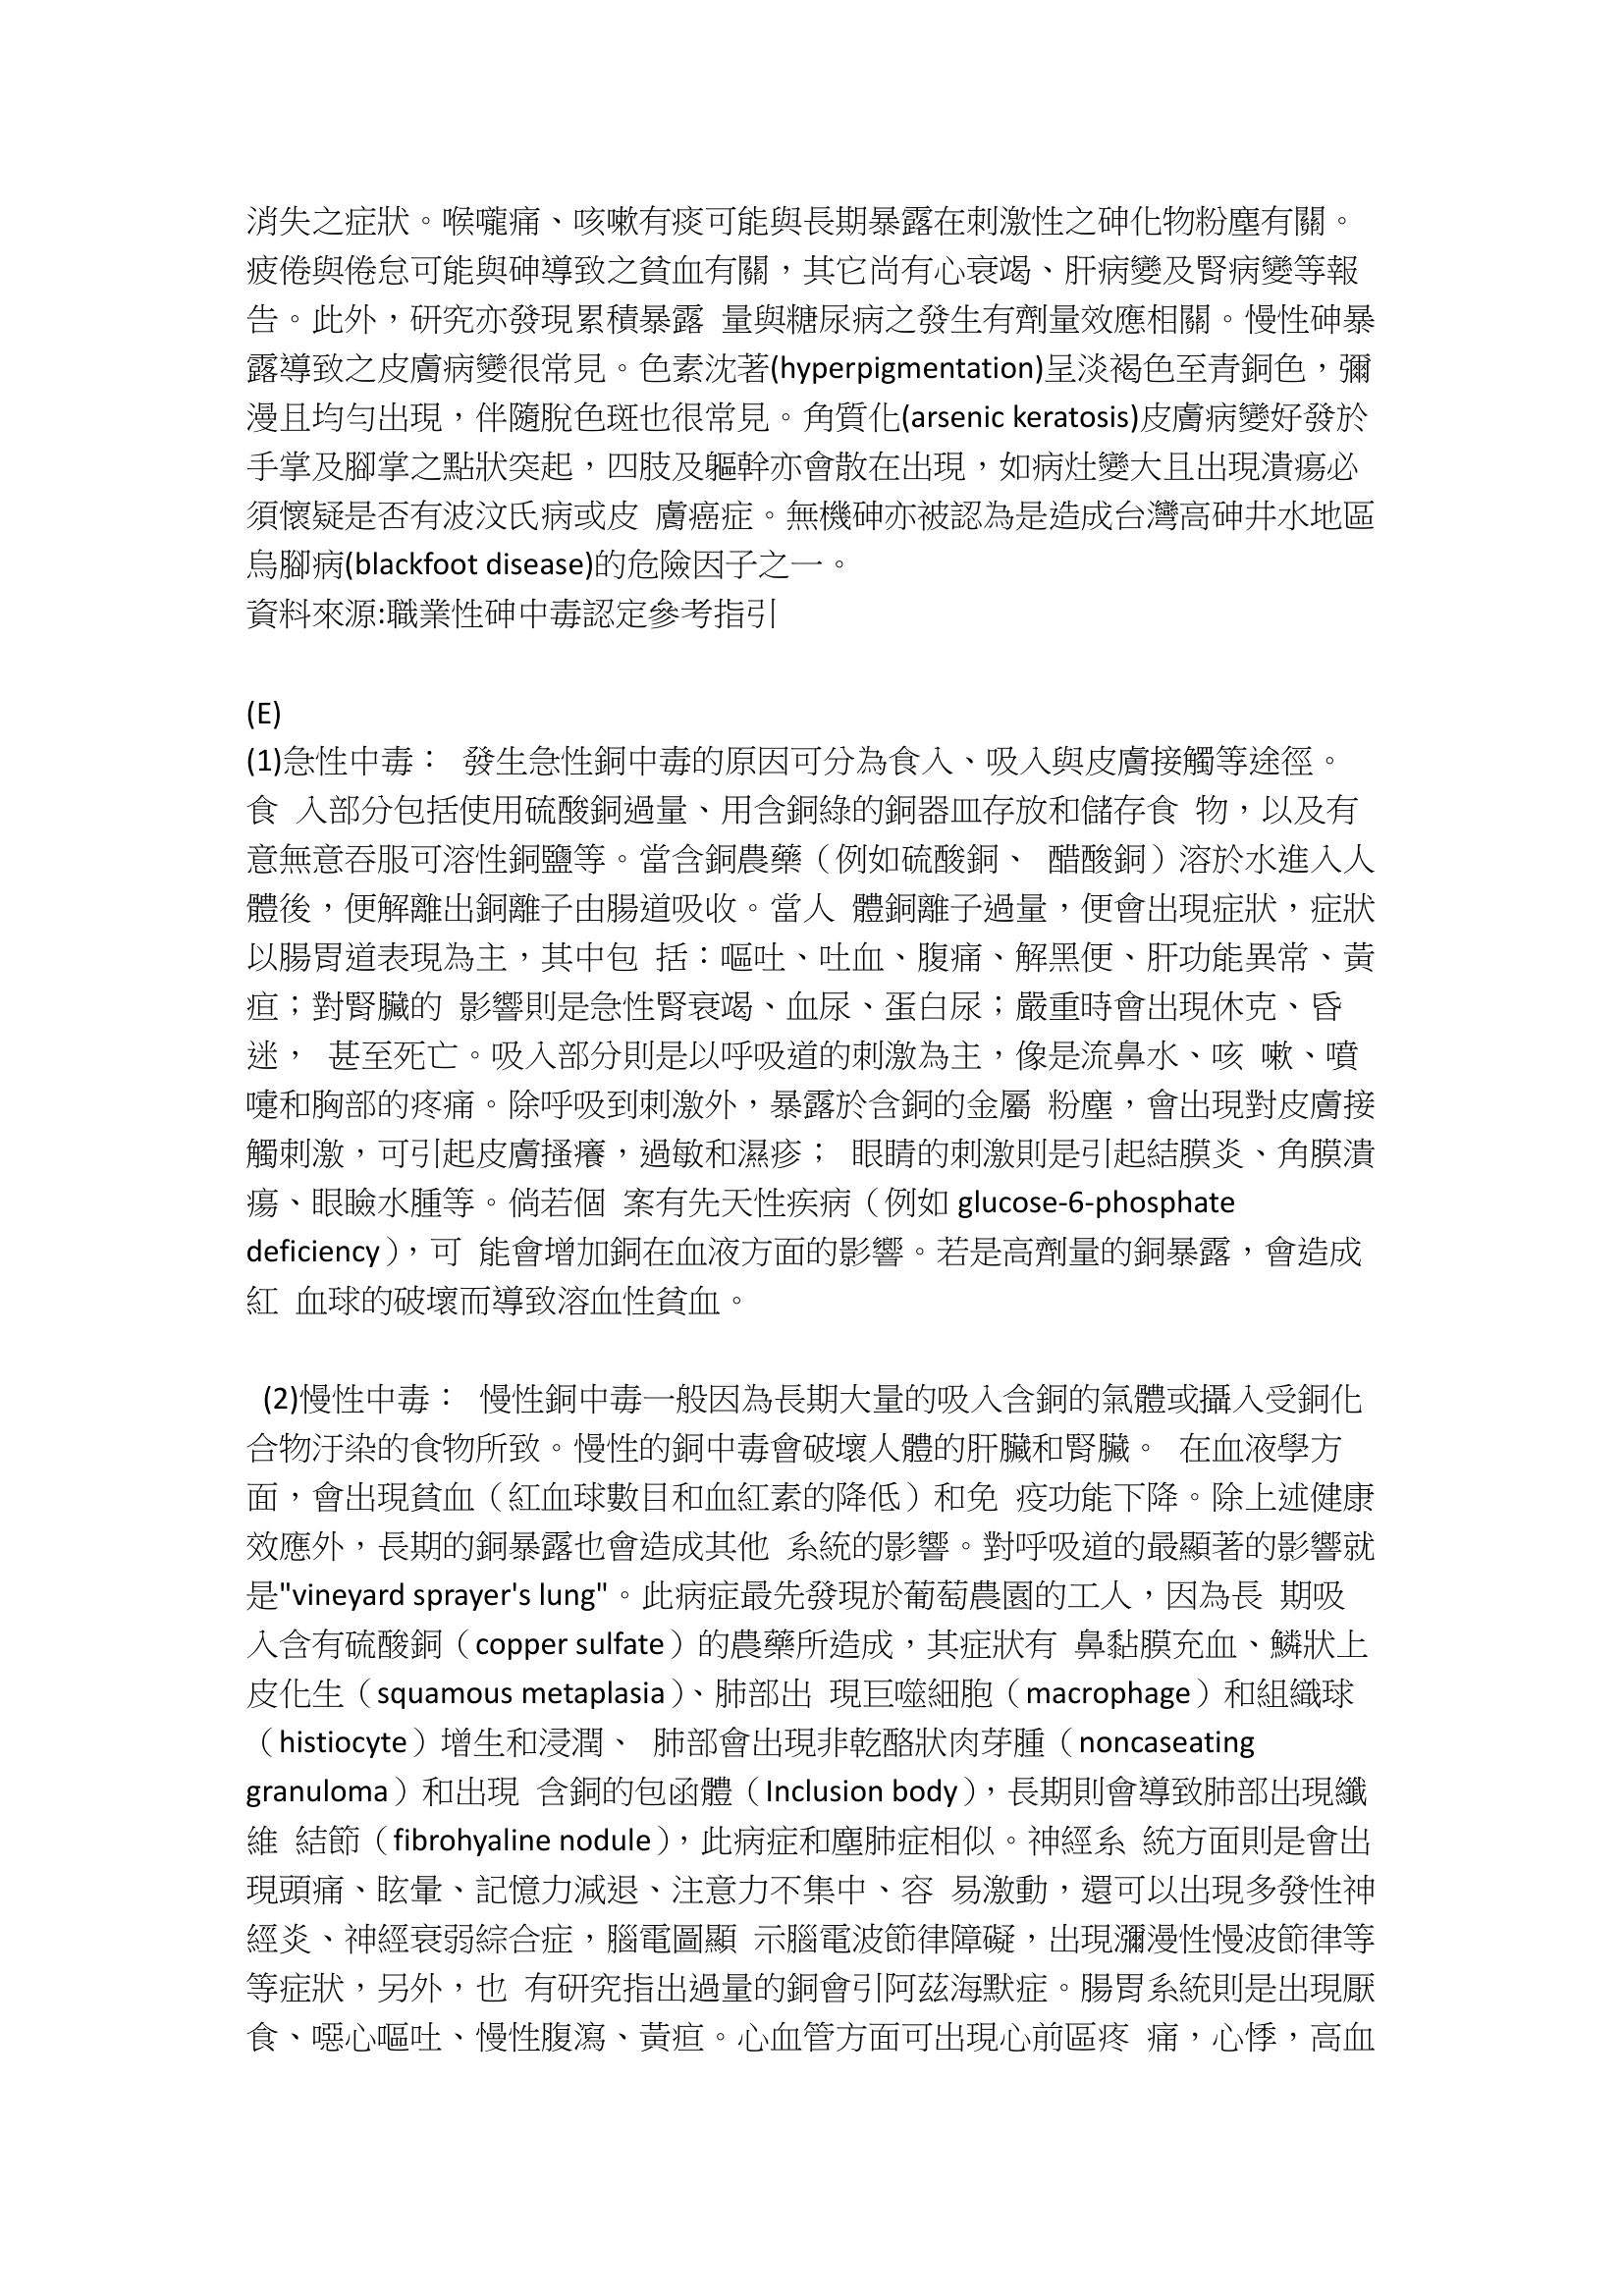 消失之症狀。喉嚨痛、咳嗽有痰可能與長期暴露在刺激性之砷化物粉塵有關。
疲倦與倦怠可能與砷導致之貧血有關，其它尚有心衰竭、肝病變及腎病變等報
告。此外，研究亦發現累積暴露 量與糖尿病之發生有劑量效應相關。慢性砷暴
露導致之皮膚病變很常見。色素沈著(hyperpigmentation)呈淡褐色至青銅色，彌
漫且均勻出現，伴隨脫色斑也很常見。角質化(arsenic keratosis)皮膚病變好發於
手掌及腳掌之點狀突起，四肢及軀幹亦會散在出現，如病灶變大且出現潰瘍必
須懷疑是否有波汶氏病或皮 膚癌症。無機砷亦被認為是造成台灣高砷井水地區
烏腳病(blackfoot disease)的危險因子之一。
資料來源:職業性砷中毒認定參考指引
(E)
(1)急性中毒： 發生急性銅中毒的原因可分為食入、吸入與皮膚接觸等途徑。
食 入部分包括使用硫酸銅過量、用含銅綠的銅器皿存放和儲存食 物，以及有
意無意吞服可溶性銅鹽等。當含銅農藥（例如硫酸銅、 醋酸銅）溶於水進入人
體後，便解離出銅離子由腸道吸收。當人 體銅離子過量，便會出現症狀，症狀
以腸胃道表現為主，其中包 括：嘔吐、吐血、腹痛、解黑便、肝功能異常、黃
疸；對腎臟的 影響則是急性腎衰竭、血尿、蛋白尿；嚴重時會出現休克、昏
迷， 甚至死亡。吸入部分則是以呼吸道的刺激為主，像是流鼻水、咳 嗽、噴
嚏和胸部的疼痛。除呼吸到刺激外，暴露於含銅的金屬 粉塵，會出現對皮膚接
觸刺激，可引起皮膚搔癢，過敏和濕疹； 眼睛的刺激則是引起結膜炎、角膜潰
瘍、眼瞼水腫等。倘若個 案有先天性疾病（例如 glucose-6-phosphate
deficiency），可 能會增加銅在血液方面的影響。若是高劑量的銅暴露，會造成
紅 血球的破壞而導致溶血性貧血。
(2)慢性中毒： 慢性銅中毒一般因為長期大量的吸入含銅的氣體或攝入受銅化
合物汙染的食物所致。慢性的銅中毒會破壞人體的肝臟和腎臟。 在血液學方
面，會出現貧血（紅血球數目和血紅素的降低）和免 疫功能下降。除上述健康
效應外，長期的銅暴露也會造成其他 系統的影響。對呼吸道的最顯著的影響就
是"vineyard sprayer's lung"。此病症最先發現於葡萄農園的工人，因為長 期吸
入含有硫酸銅（copper sulfate）的農藥所造成，其症狀有 鼻黏膜充血、鱗狀上
皮化生（squamous metaplasia）、肺部出 現巨噬細胞（macrophage）和組織球
（histiocyte）增生和浸潤、 肺部會出現非乾酪狀肉芽腫（noncaseating
granuloma）和出現 含銅的包函體（Inclusion body），長期則會導致肺部出現纖
維 結節（fibrohyaline nodule），此病症和塵肺症相似。神經系 統方面則是會出
現頭痛、眩暈、記憶力減退、注意力不集中、容 易激動，還可以出現多發性神
經炎、神經衰弱綜合症，腦電圖顯 示腦電波節律障礙，出現瀰漫性慢波節律等
等症狀，另外，也 有研究指出過量的銅會引阿茲海默症。腸胃系統則是出現厭
食、噁心嘔吐、慢性腹瀉、黃疸。心血管方面可出現心前區疼 痛，心悸，高血